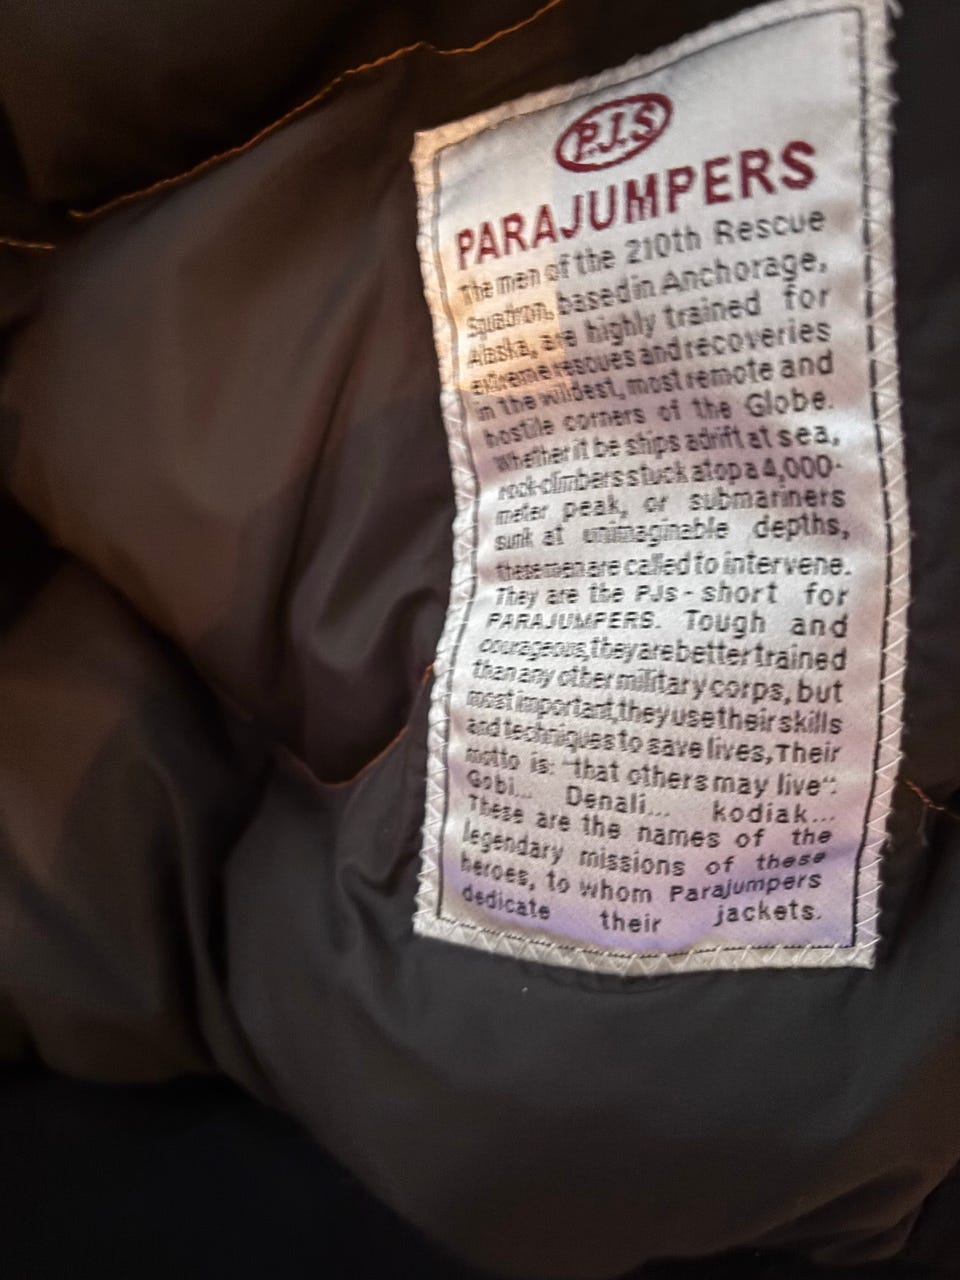 P.J.S
PARAJUMPERS
The men of the 210th Rescue
Squadron, based in Anchorage,
Alaska, are highly trained for
extreme rescues and recoveries
in the wildest, most remote and
hostile corners of the Globe.
Whether it be ships adrift at sea,
rock-climbers stuck atop a 4,000-
meter peak, or submariners
sunk at unimaginable depths,
these men are called to intervene.
They are the PJs - short for
PARAJUMPERS. Tough and
courageous, they are better trained
than any other military corps, but
most important, they use their skills
and techniques to save lives, Their
motto is: "that others may live":
Gobi... Denali... kodiak...
These are the names of the
legendary missions of these
heroes, to whom Parajumpers
dedicate their jackets.